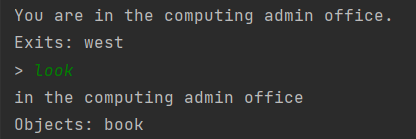 You are in the computing admin office.
Exits: west
> look
in the computing admin office
Objects: book